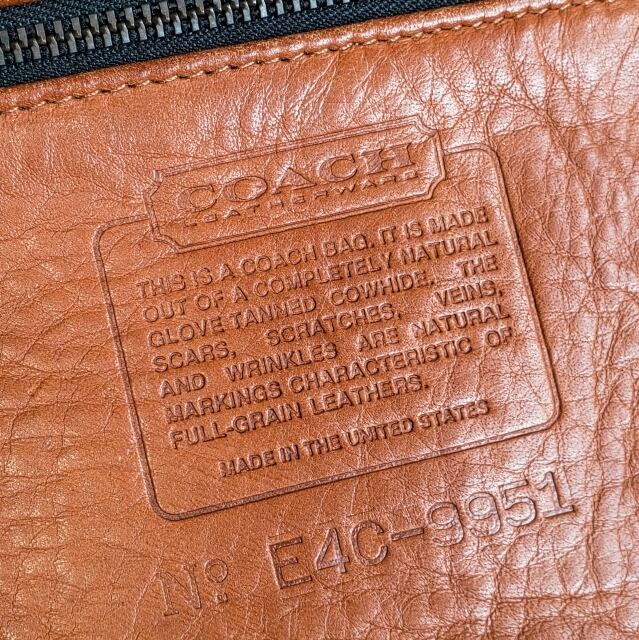 COACH
LEATHERWARE
THIS IS A COACH BAG. IT IS MADE
OUT OF A COMPLETELY NATURAL
GLOVE TANNED COWHIDE. THE
SCARS, SCRATCHES, VEINS,
AND WRINKLES ARE NATURAL
MARKINGS CHARACTERISTIC OF
FULL-GRAIN LEATHERS.
MADE IN THE UNITED STATES
Nº E4C-9951